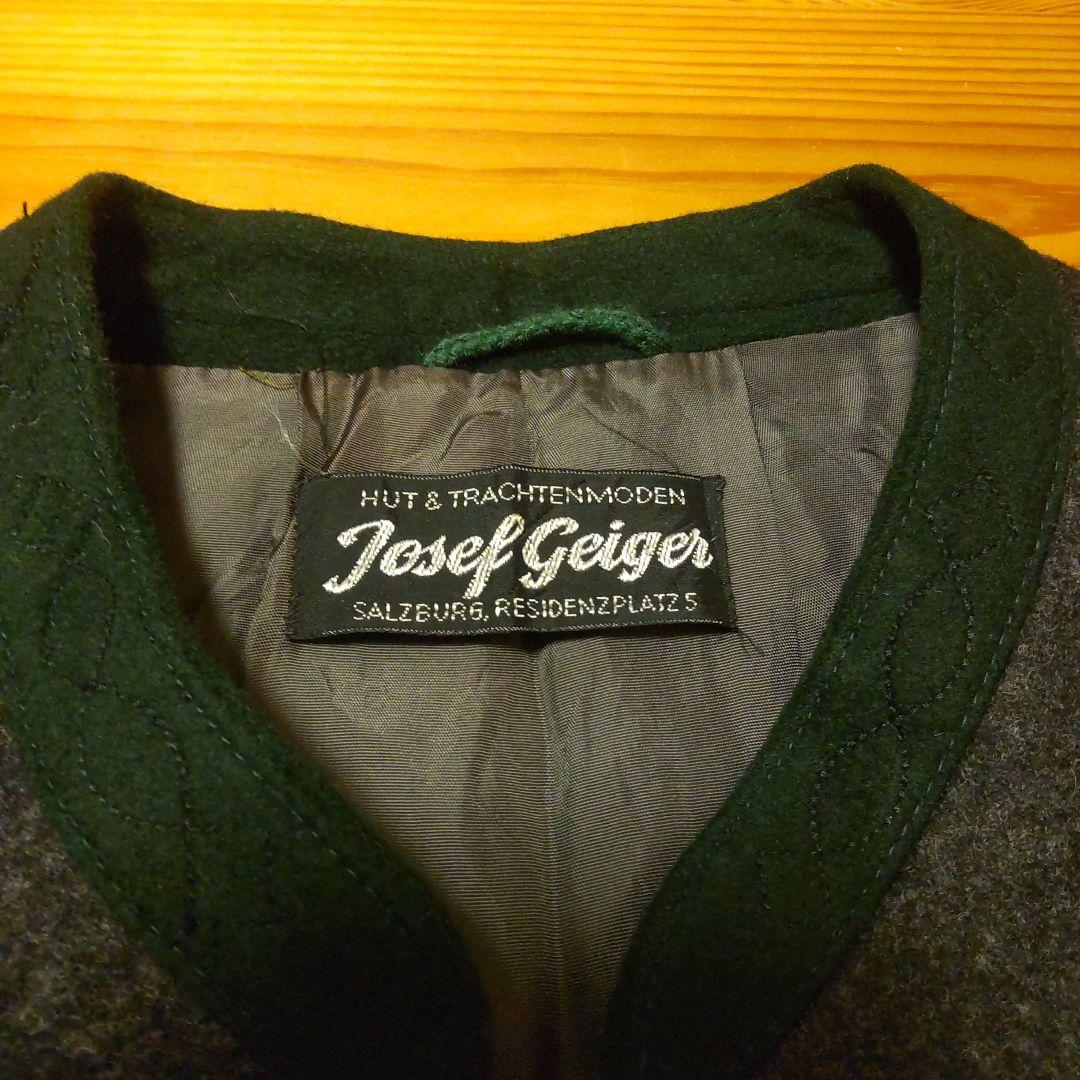 HUT & TRACHTENMODEN
Josef Geiger
SALZBURG, RESIDENZPLATZ 5